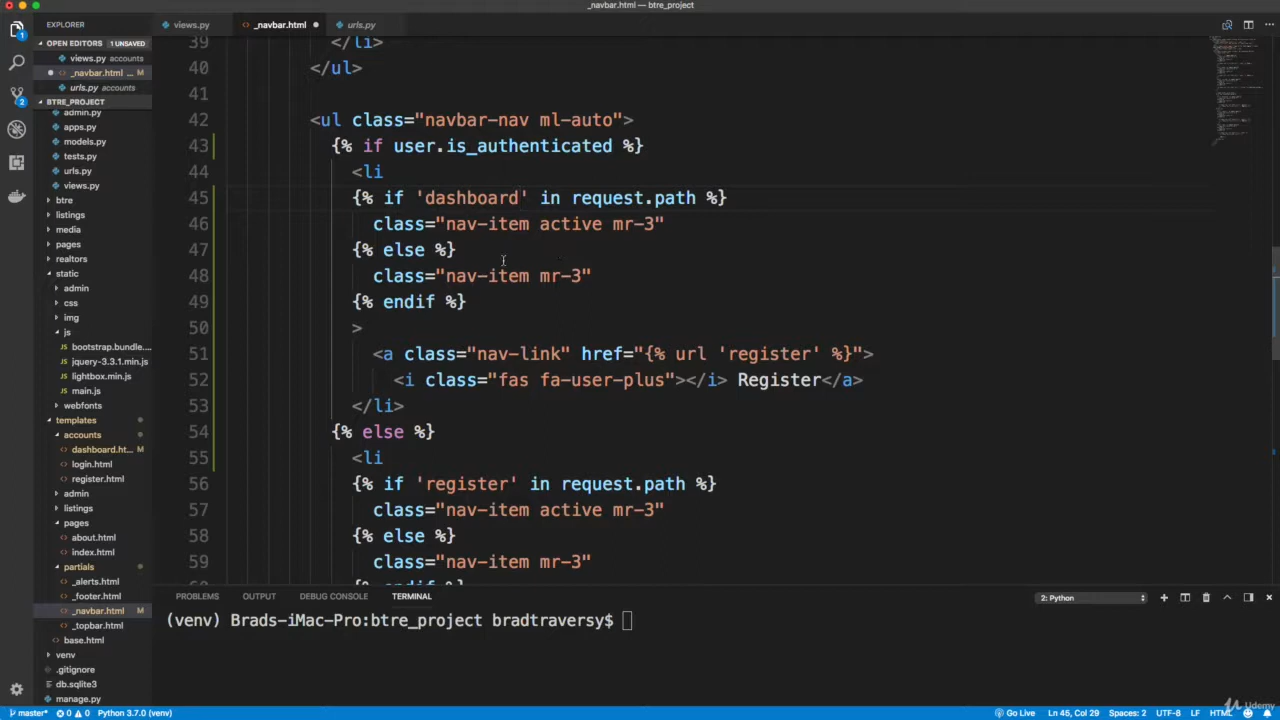 _navbar.html — btre_project
EXPLORER
views.py
_navbar.html
urls.py
OPEN EDITORS 1 UNSAVED
views.py accounts
_navbar.html ... M
urls.py accounts
BTRE_PROJECT
admin.py
apps.py
models.py
tests.py
urls.py
views.py
btre
listings
media
pages
realtors
static
admin
css
img
js
bootstrap.bundle....
jquery-3.3.1.min.js
lightbox.min.js
main.js
webfonts
templates
accounts
dashboard.ht... M
login.html
register.html
admin
listings
pages
about.html
index.html
partials
_alerts.html
_footer.html
_navbar.html M
_topbar.html
base.html
venv
.gitignore
db.sqlite3
manage.py
39 </li>
40 </ul>
41
42 <ul class="navbar-nav ml-auto">
43 {% if user.is_authenticated %}
44 <li
45 {% if 'dashboard' in request.path %}
46 class="nav-item active mr-3"
47 {% else %}
48 class="nav-item mr-3"
49 {% endif %}
50 >
51 <a class="nav-link" href="{% url 'register' %}">
52 <i class="fas fa-user-plus"></i> Register</a>
53 </li>
54 {% else %}
55 <li
56 {% if 'register' in request.path %}
57 class="nav-item active mr-3"
58 {% else %}
59 class="nav-item mr-3"
60 {% endif %}
PROBLEMS OUTPUT DEBUG CONSOLE TERMINAL
2: Python
(venv) Brads-iMac-Pro:btre_project bradtraversy$
master* 0 0 Python 3.7.0 (venv)
Go Live Ln 45, Col 29 Spaces: 2 UTF-8 LF HTML
Udemy
1
2